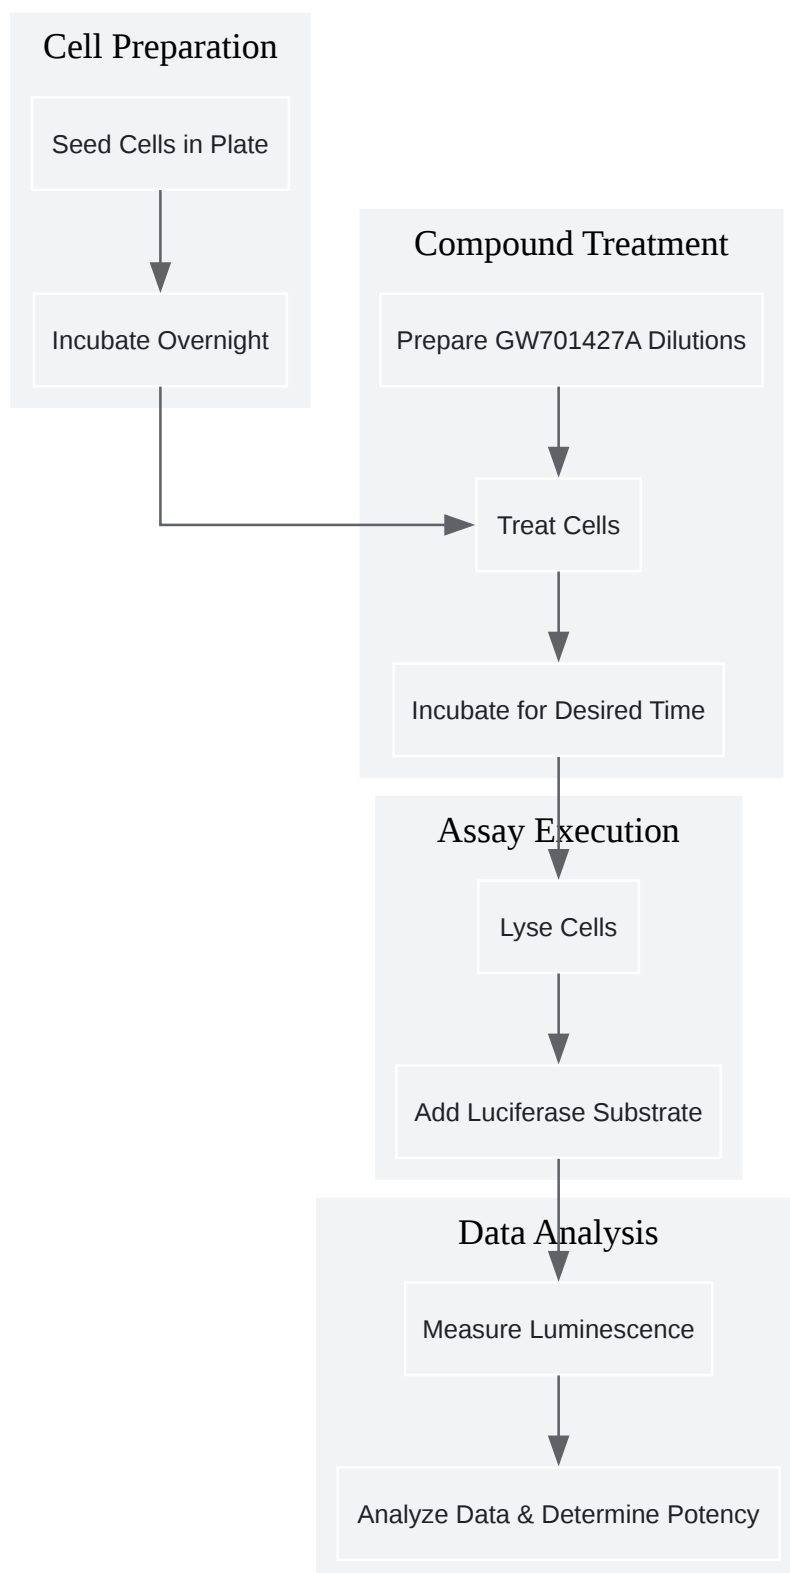 Cell Preparation
Seed Cells in Plate
Incubate Overnight
Compound Treatment
Prepare GW701427A Dilutions
Treat Cells
Incubate for Desired Time
Assay Execution
Lyse Cells
Add Luciferase Substrate
Data Analysis
Measure Luminescence
Analyze Data & Determine Potency